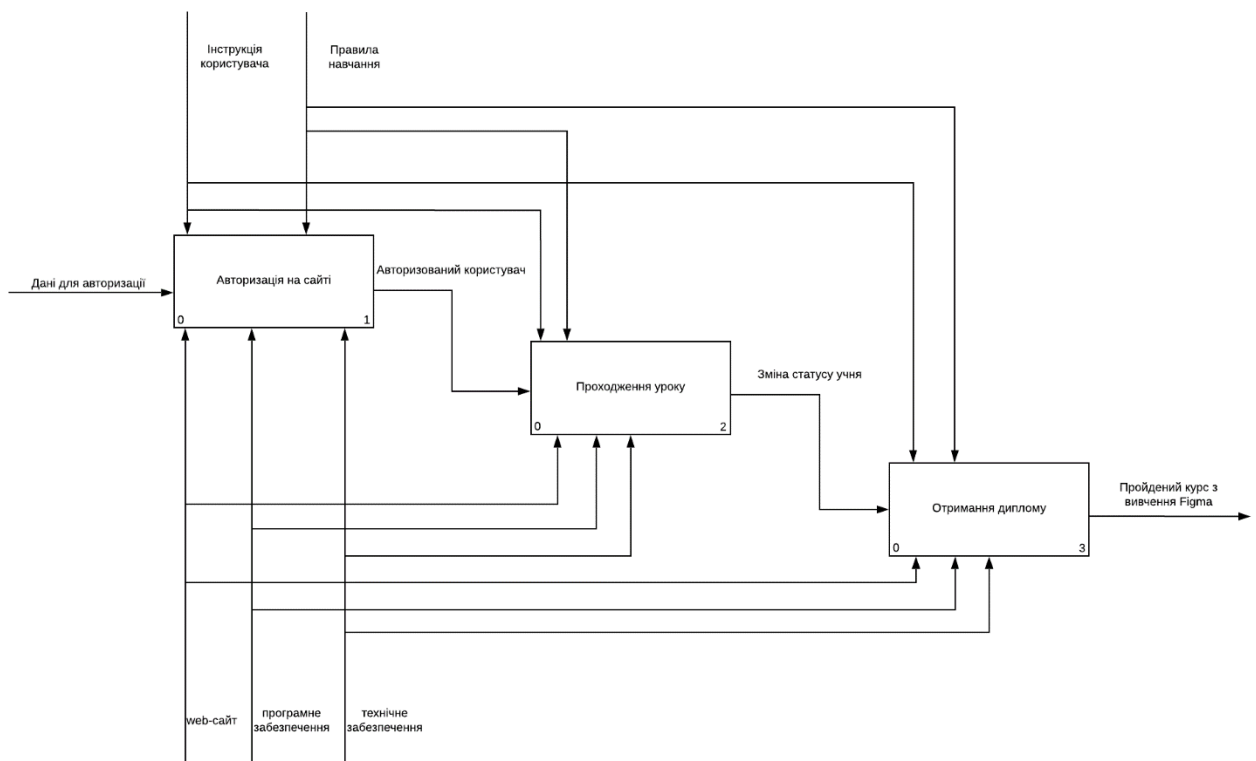 Інструкція
користувача
Правила
навчання
Дані для авторизації
Авторизація на сайті
0
1
Авторизований користувач
Проходження уроку
0
2
Зміна статусу учня
Отримання диплому
0
3
Пройдений курс з
вивчення Figma
web-сайт
програмне
забезпечення
технічне
забезпечення